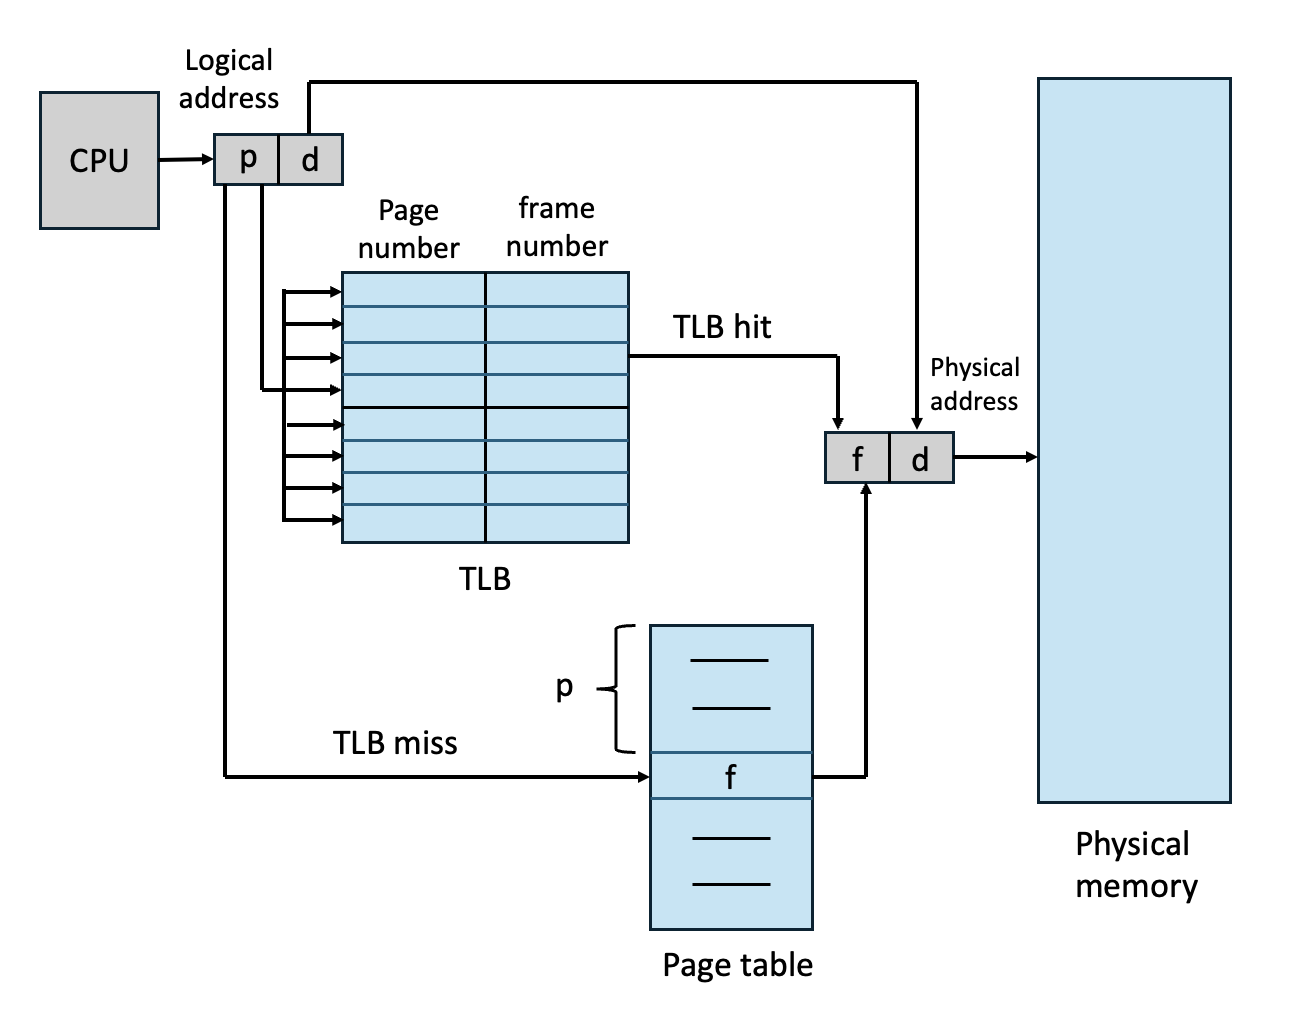 Logical
address
CPU
p
d
Page
number
frame
number
TLB hit
Physical
address
f
d
TLB
p
TLB miss
f
Physical
memory
Page table